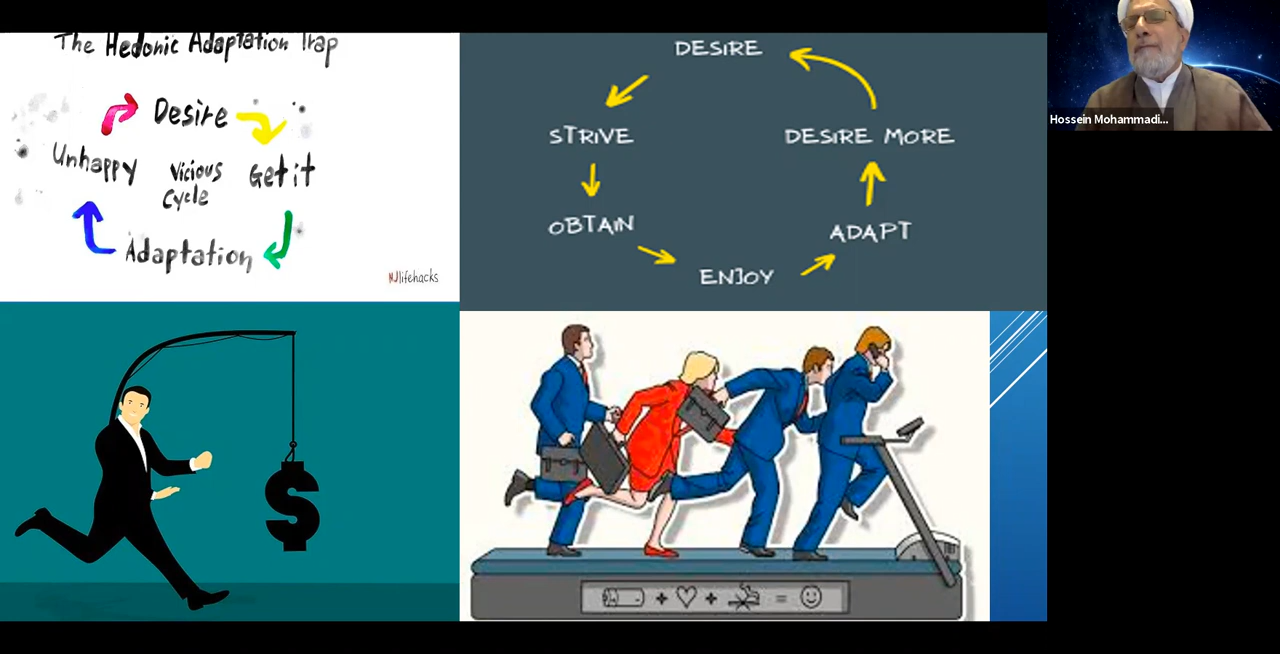 The Hedonic Adaptation Trap
Desire
Unhappy
Vicious
Cycle
Get it
Adaptation
NJlifehacks
DESIRE
STRIVE
DESIRE MORE
OBTAIN
ADAPT
ENJOY
$
+ + =
Hossein Mohammadi...